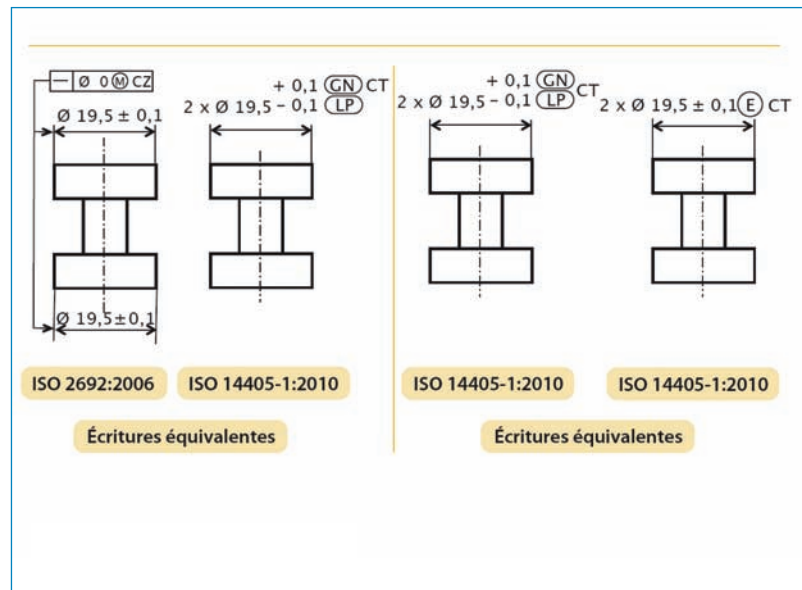 — Ø 0 Ⓜ CZ
Ø 19,5 ± 0,1
Ø 19,5±0,1
ISO 2692:2006
+ 0,1 GN CT
2 x Ø 19,5 – 0,1 LP
ISO 14405-1:2010
Écritures équivalentes
+ 0,1 GN
2 x Ø 19,5 – 0,1 LP CT
ISO 14405-1:2010
2 x Ø 19,5 ± 0,1 Ⓔ CT
ISO 14405-1:2010
Écritures équivalentes